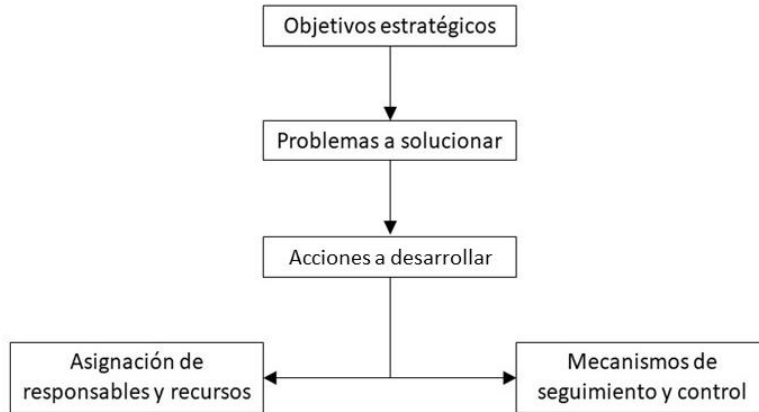 Objetivos estratégicos
Problemas a solucionar
Acciones a desarrollar
Asignación de
responsables y recursos
Mecanismos de
seguimiento y control